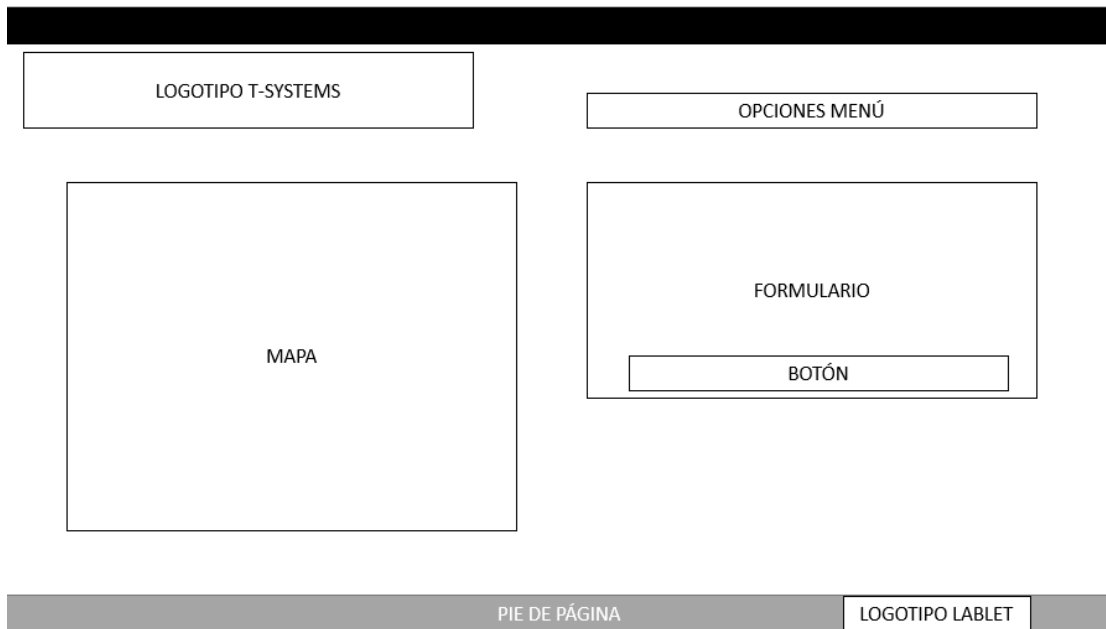 LOGOTIPO T-SYSTEMS
OPCIONES MENÚ
MAPA
FORMULARIO
BOTÓN
PIE DE PÁGINA
LOGOTIPO LABLET